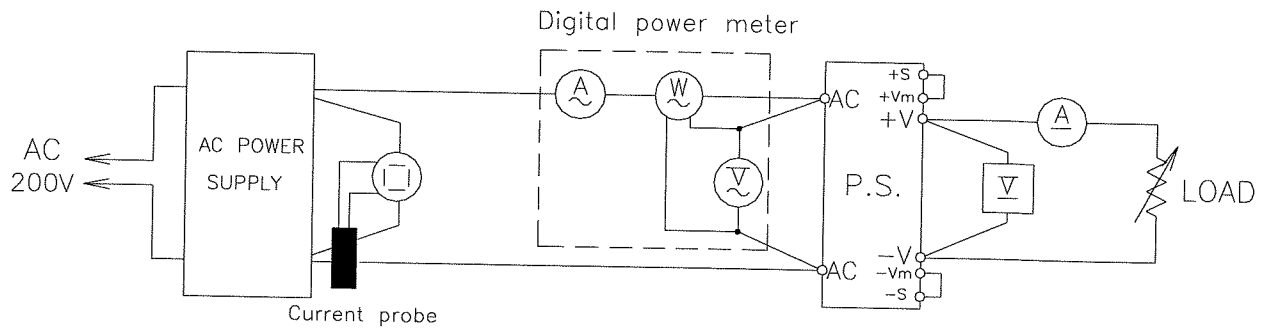 Digital power meter
AC
200V
AC POWER
SUPPLY
Current probe
A
W
V
AC
AC
P.S.
+S
+Vm
+V
-V
-Vm
-S
A
V
LOAD